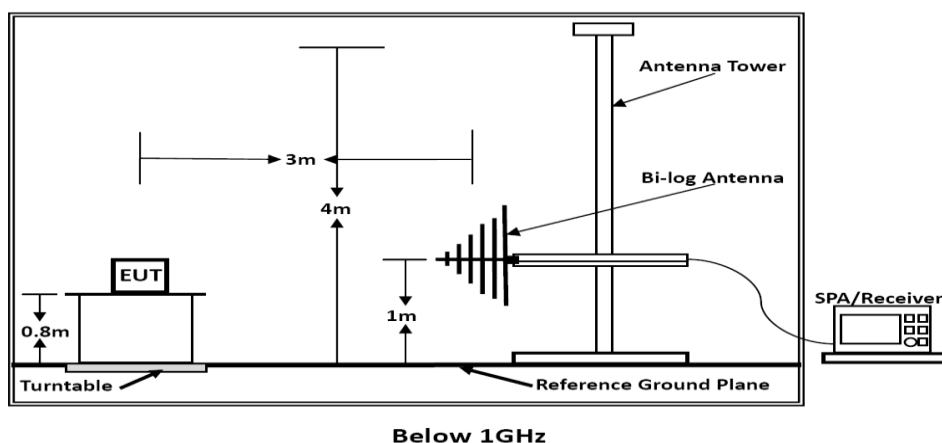 Antenna Tower
3m
Bi-log Antenna
4m
EUT
SPA/Receiver
0.8m
1m
Turntable
Reference Ground Plane
Below 1GHz